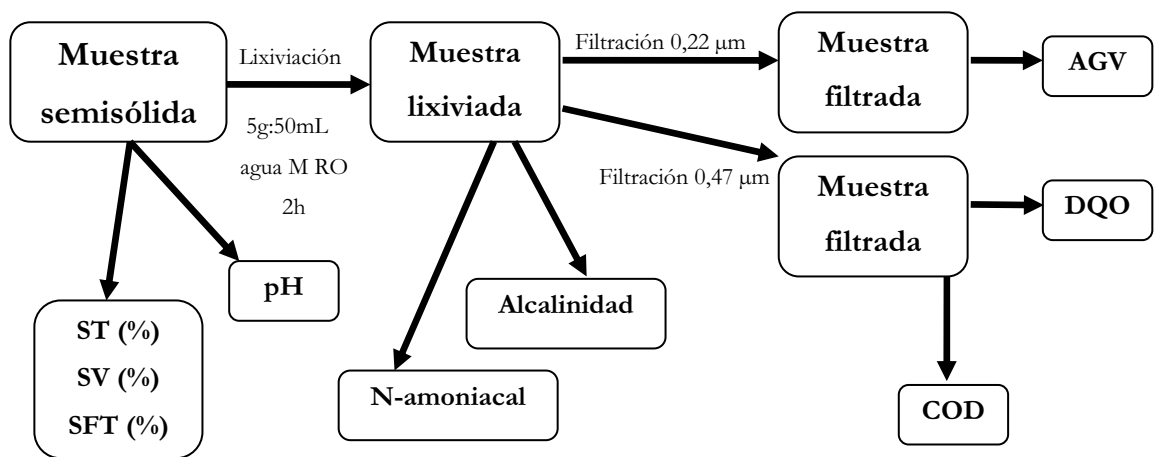 Muestra
semisólida
Lixiviación
5g:50mL
agua M RO
2h
Muestra
lixiviada
Filtración 0,22 µm
Filtración 0,47 µm
Muestra
filtrada
AGV
Muestra
filtrada
DQO
COD
pH
ST (%)
SV (%)
SFT (%)
Alcalinidad
N-amoniacal